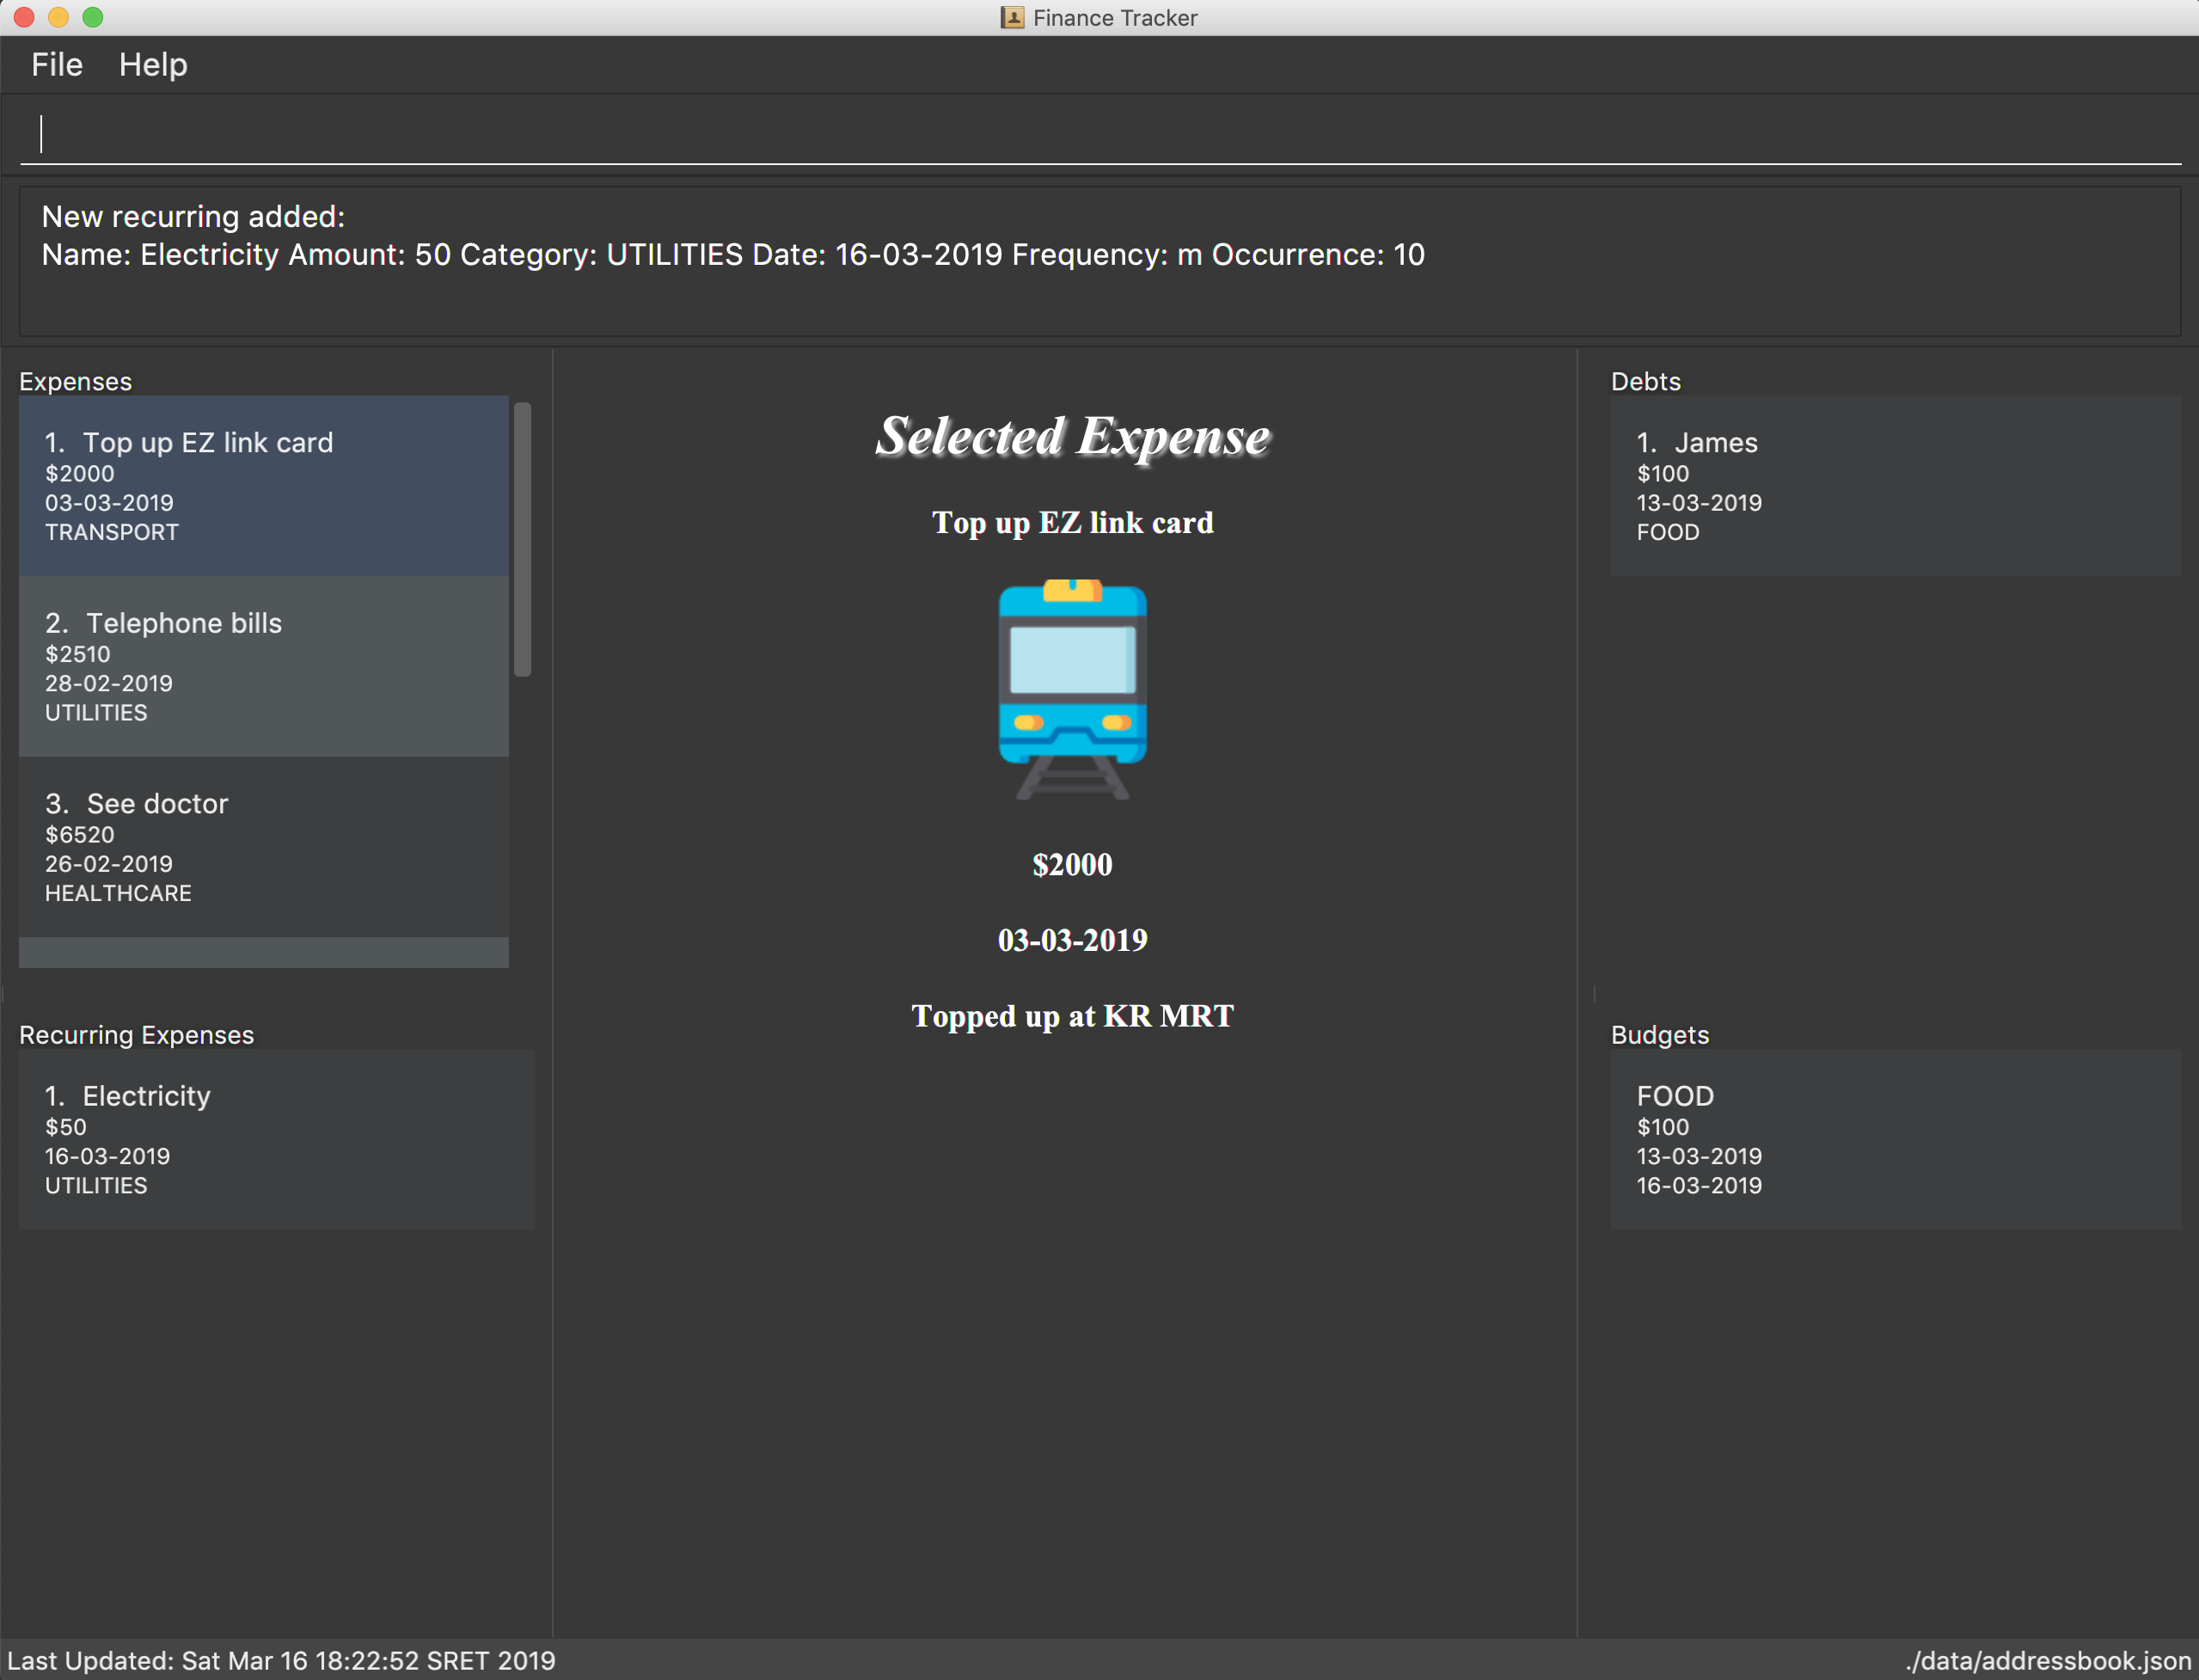 Finance Tracker
File Help
New recurring added:
Name: Electricity Amount: 50 Category: UTILITIES Date: 16-03-2019 Frequency: m Occurrence: 10
Expenses
1. Top up EZ link card
$2000
03-03-2019
TRANSPORT
2. Telephone bills
$2510
28-02-2019
UTILITIES
3. See doctor
$6520
26-02-2019
HEALTHCARE
Recurring Expenses
1. Electricity
$50
16-03-2019
UTILITIES
Selected Expense
Top up EZ link card
$2000
03-03-2019
Topped up at KR MRT
Debts
1. James
$100
13-03-2019
FOOD
Budgets
FOOD
$100
13-03-2019
16-03-2019
Last Updated: Sat Mar 16 18:22:52 SRET 2019
./data/addressbook.json